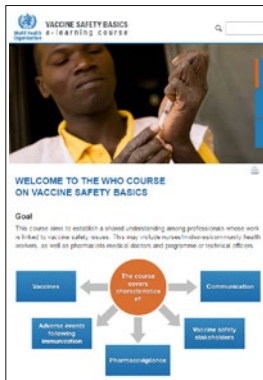 World Health
Organization
VACCINE SAFETY BASICS
e-learning course
WELCOME TO THE WHO COURSE
ON VACCINE SAFETY BASICS
Goal
This course aims to establish a shared understanding among professionals whose work
is linked to vaccine safety issues. This may include nurses/midwives/community health
workers, as well as pharmacists medical doctors and programme or technical officers.
The course
covers
characteristics
of:
Vaccines
Communication
Adverse events
following
immunization
Vaccine safety
stakeholders
Pharmacovigilance